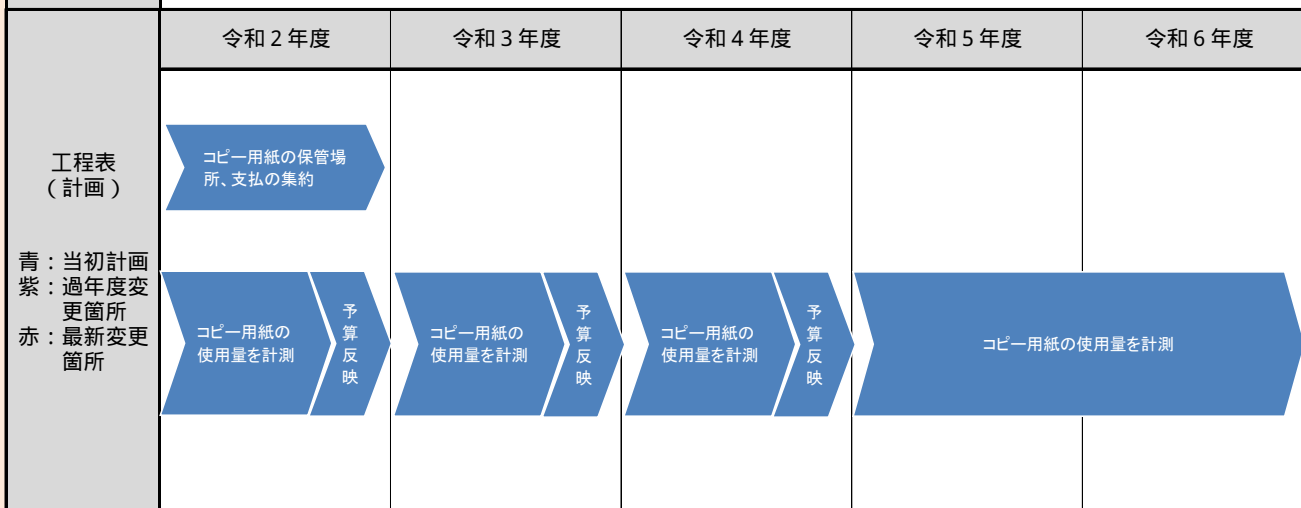 令和２年度
令和３年度
令和４年度
令和５年度
令和６年度
工程表
（計画）
青：当初計画
紫：過年度変
更箇所
赤：最新変更
箇所
コピー用紙の保管場
所、支払の集約
コピー用紙の
使用量を計測
予
算
反
映
コピー用紙の
使用量を計測
予
算
反
映
コピー用紙の
使用量を計測
予
算
反
映
コピー用紙の使用量を計測